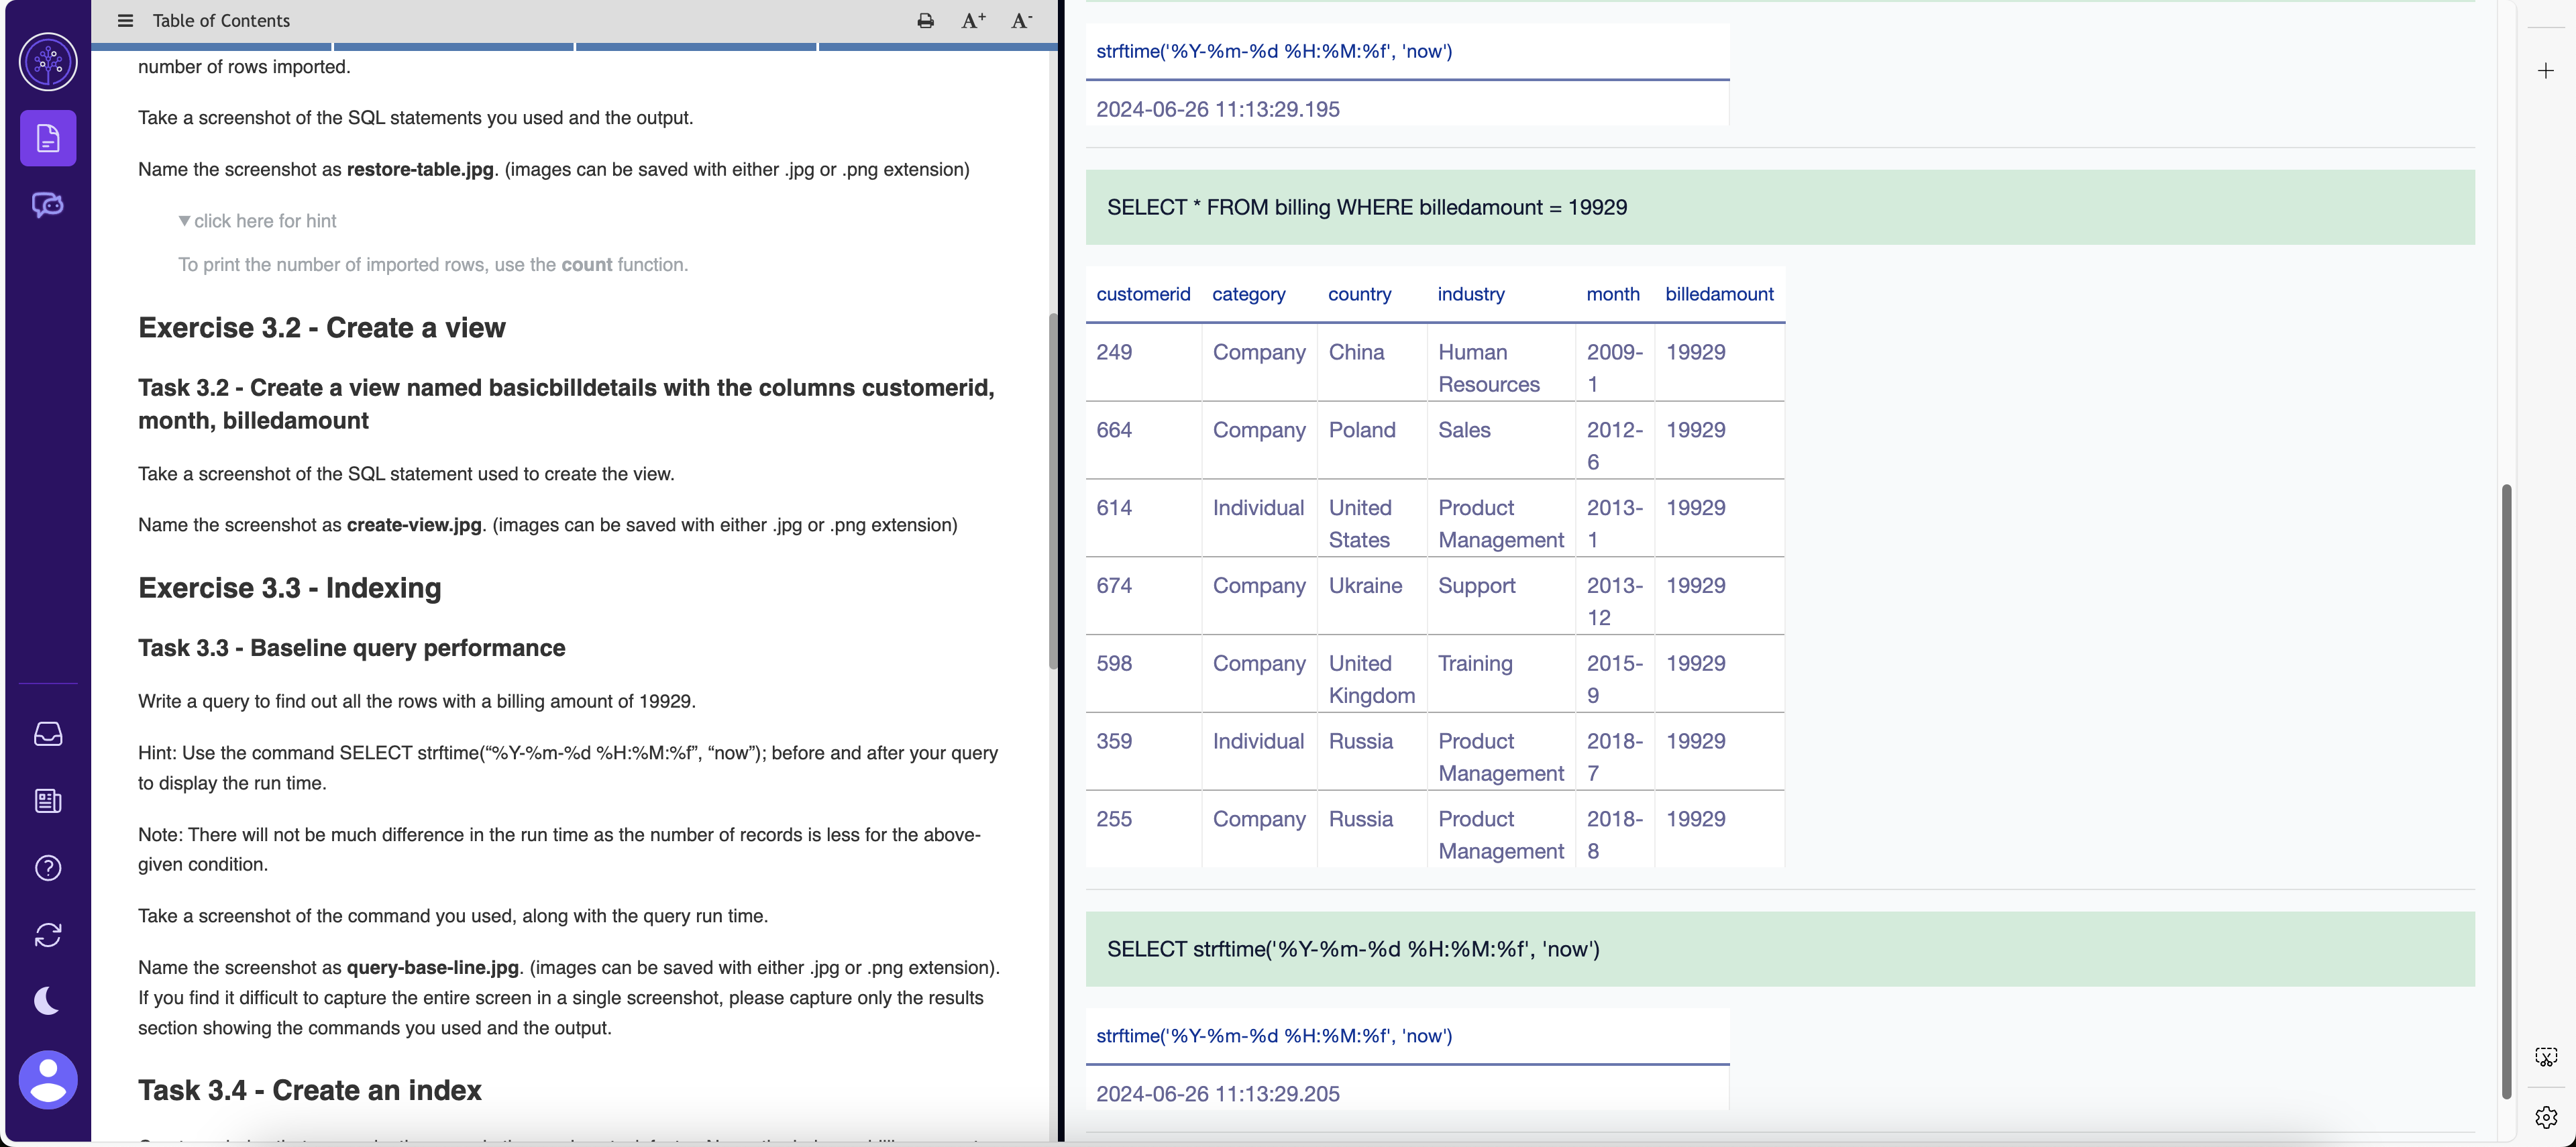 Table of Contents
A+ A-
number of rows imported.
Take a screenshot of the SQL statements you used and the output.
Name the screenshot as restore-table.jpg. (images can be saved with either .jpg or .png extension)
▼ click here for hint
To print the number of imported rows, use the count function.
Exercise 3.2 - Create a view
Task 3.2 - Create a view named basicbilldetails with the columns customerid,
month, billedamount
Take a screenshot of the SQL statement used to create the view.
Name the screenshot as create-view.jpg. (images can be saved with either .jpg or .png extension)
Exercise 3.3 - Indexing
Task 3.3 - Baseline query performance
Write a query to find out all the rows with a billing amount of 19929.
Hint: Use the command SELECT strftime(“%Y-%m-%d %H:%M:%f”, “now”); before and after your query
to display the run time.
Note: There will not be much difference in the run time as the number of records is less for the above-
given condition.
Take a screenshot of the command you used, along with the query run time.
Name the screenshot as query-base-line.jpg. (images can be saved with either .jpg or .png extension).
If you find it difficult to capture the entire screen in a single screenshot, please capture only the results
section showing the commands you used and the output.
Task 3.4 - Create an index
strftime('%Y-%m-%d %H:%M:%f', 'now')
2024-06-26 11:13:29.195
SELECT * FROM billing WHERE billedamount = 19929
customerid category country industry month billedamount
249 Company China Human 2009- 19929
Resources 1
664 Company Poland Sales 2012- 19929
6
614 Individual United Product 2013- 19929
States Management 1
674 Company Ukraine Support 2013- 19929
12
598 Company United Training 2015- 19929
Kingdom 9
359 Individual Russia Product 2018- 19929
Management 7
255 Company Russia Product 2018- 19929
Management 8
SELECT strftime('%Y-%m-%d %H:%M:%f', 'now')
strftime('%Y-%m-%d %H:%M:%f', 'now')
2024-06-26 11:13:29.205